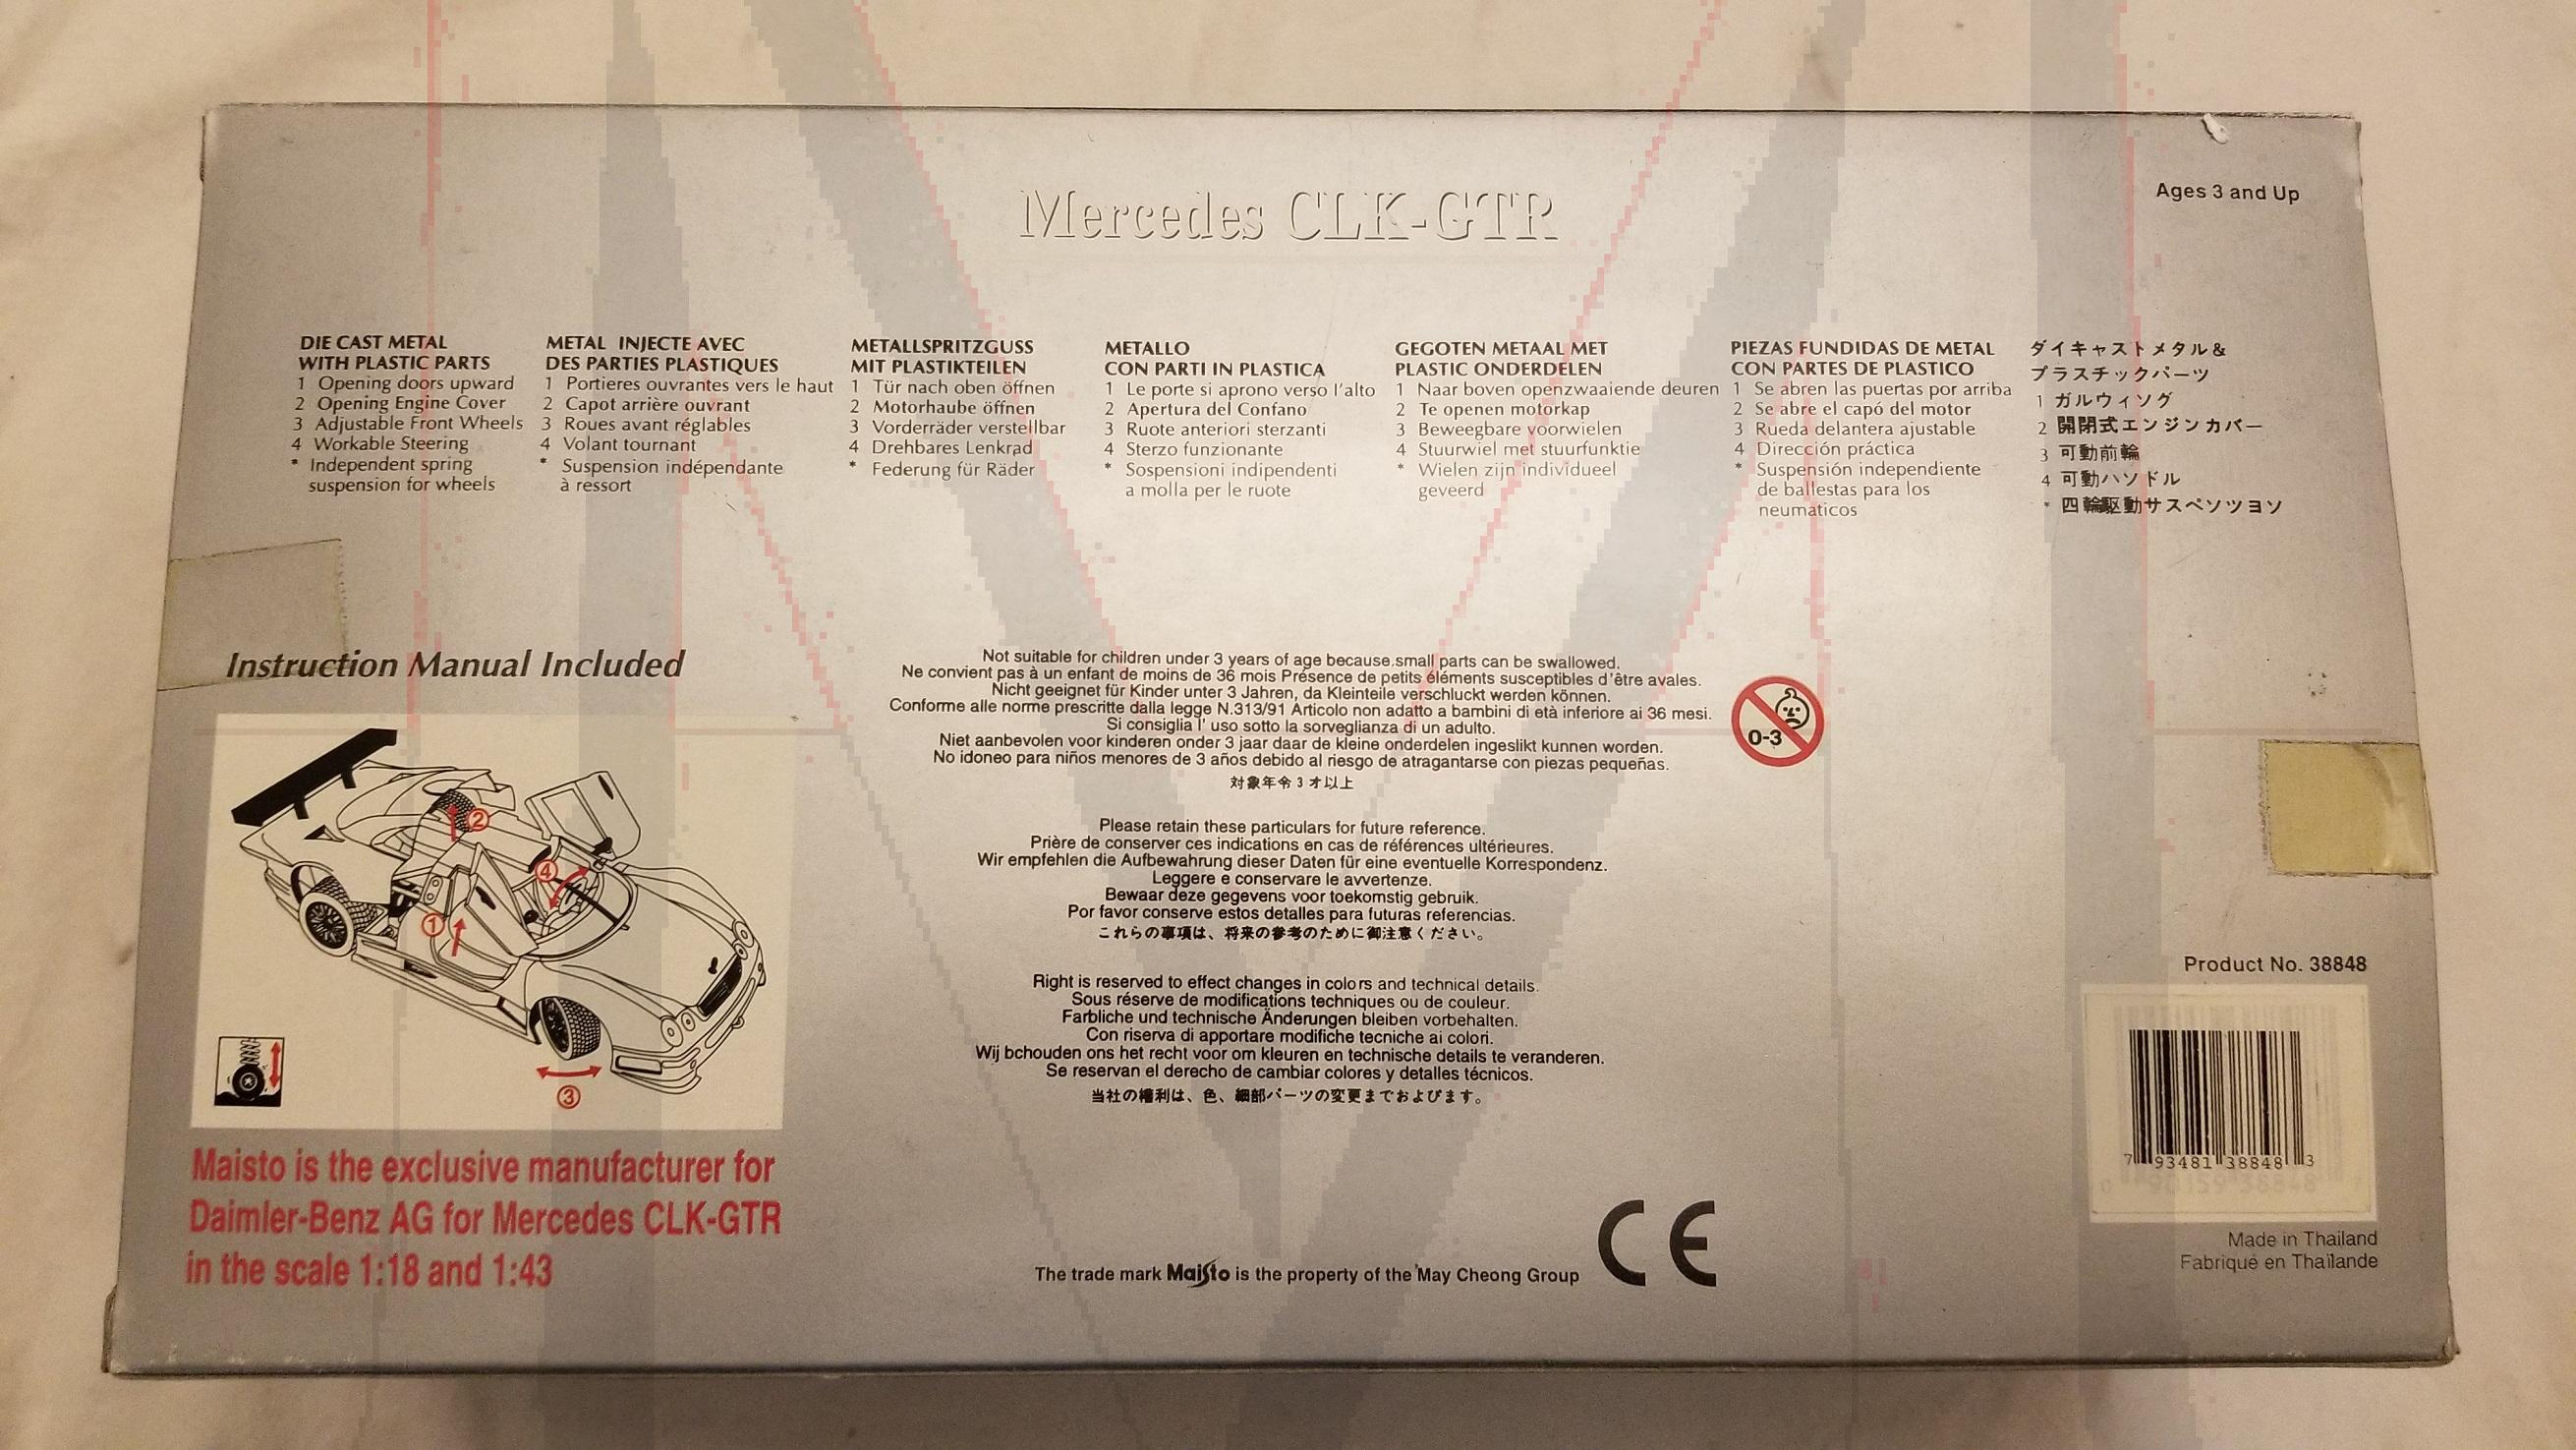 Mercedes CLK-GTR
Ages 3 and Up
DIE CAST METAL
WITH PLASTIC PARTS
1 Opening doors upward
2 Opening Engine Cover
3 Adjustable Front Wheels
4 Workable Steering
* Independent spring
suspension for wheels
METAL INJECTE AVEC
DES PARTIES PLASTIQUES
1 Portieres ouvrantes vers le haut
2 Capot arrière ouvrant
3 Roues avant réglables
4 Volant tournant
* Suspension indépendante
à ressort
METALLSPRITZGUSS
MIT PLASTIKTEILEN
1 Tür nach oben öffnen
2 Motorhaube öffnen
3 Vorderräder verstellbar
4 Drehbares Lenkrad
* Federung für Räder
METALLO
CON PARTI IN PLASTICA
1 Le porte si aprono verso l'alto
2 Apertura del Confano
3 Ruote anteriori sterzanti
4 Sterzo funzionante
* Sospensioni indipendenti
a molla per le ruote
GEGOTEN METAAL MET
PLASTIC ONDERDELEN
1 Naar boven openzwaaiende deuren
2 Te openen motorkap
3 Beweegbare voorwielen
4 Stuurwiel met stuurfunktie
* Wielen zijn individueel
geveerd
PIEZAS FUNDIDAS DE METAL
CON PARTES DE PLASTICO
1 Se abren las puertas por arriba
2 Se abre el capó del motor
3 Rueda delantera ajustable
4 Dirección práctica
* Suspensión independiente
de ballestas para los
neumaticos
ダイキャストメタル&
プラスチックパーツ
1 ガルウィソグ
2 開閉式エンジンカバー
3 可動前輪
4 可動ハソドル
* 四輪駆動サスペソツヨソ
Instruction Manual Included
Not suitable for children under 3 years of age because.small parts can be swallowed.
Ne convient pas à un enfant de moins de 36 mois Présence de petits éléments susceptibles d'être avales.
Nicht geeignet für Kinder unter 3 Jahren, da Kleinteile verschluckt werden können.
Conforme alle norme prescritte dalla legge N.313/91 Articolo non adatto a bambini di età inferiore ai 36 mesi.
Si consiglia l' uso sotto la sorveglianza di un adulto.
Niet aanbevolen voor kinderen onder 3 jaar daar de kleine onderdelen ingeslikt kunnen worden.
No idoneo para niños menores de 3 años debido al riesgo de atragantarse con piezas pequeñas.
対象年令3才以上
0-3
Please retain these particulars for future reference.
Prière de conserver ces indications en cas de références ultérieures.
Wir empfehlen die Aufbewahrung dieser Daten für eine eventuelle Korrespondenz.
Leggere e conservare le avvertenze.
Bewaar deze gegevens voor toekomstig gebruik.
Por favor conserve estos detalles para futuras referencias.
これらの事項は、将来の参考のために御注意ください。
Right is reserved to effect changes in colors and technical details.
Sous réserve de modifications techniques ou de couleur.
Farbliche und technische Änderungen bleiben vorbehalten.
Con riserva di apportare modifiche tecniche ai colori.
Wij bchouden ons het recht voor om kleuren en technische details te veranderen.
Se reservan el derecho de cambiar colores y detalles técnicos.
当社の権利は、色、細部パーツの変更までおよびます。
2
4
1
3
Maisto is the exclusive manufacturer for
Daimler-Benz AG for Mercedes CLK-GTR
in the scale 1:18 and 1:43
The trade mark Maisto is the property of the May Cheong Group
CE
Product No. 38848
7 93481 38848 3
Made in Thailand
Fabriqué en Thaïlande